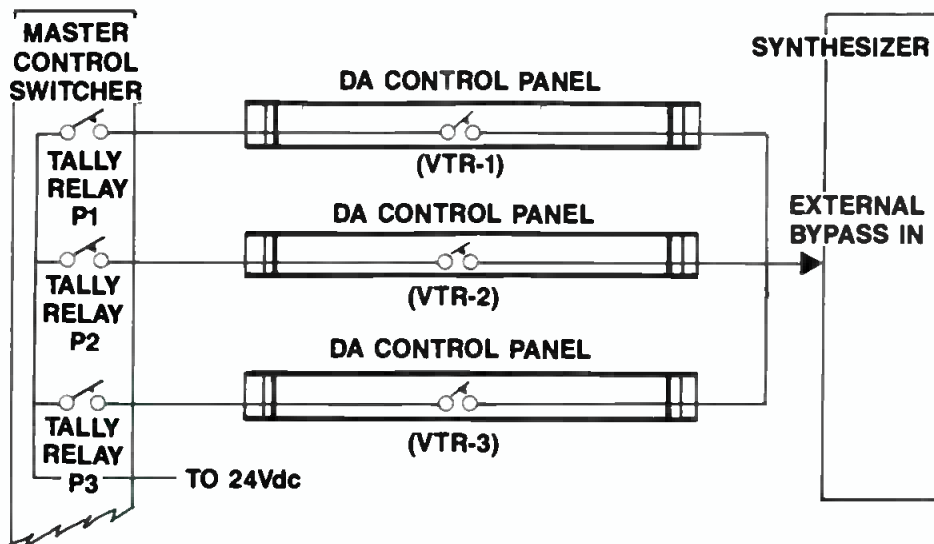 MASTER
CONTROL
SWITCHER
TALLY
RELAY
P1
TALLY
RELAY
P2
TALLY
RELAY
P3
TO 24Vdc
DA CONTROL PANEL
(VTR-1)
DA CONTROL PANEL
(VTR-2)
DA CONTROL PANEL
(VTR-3)
SYNTHESIZER
EXTERNAL
BYPASS IN